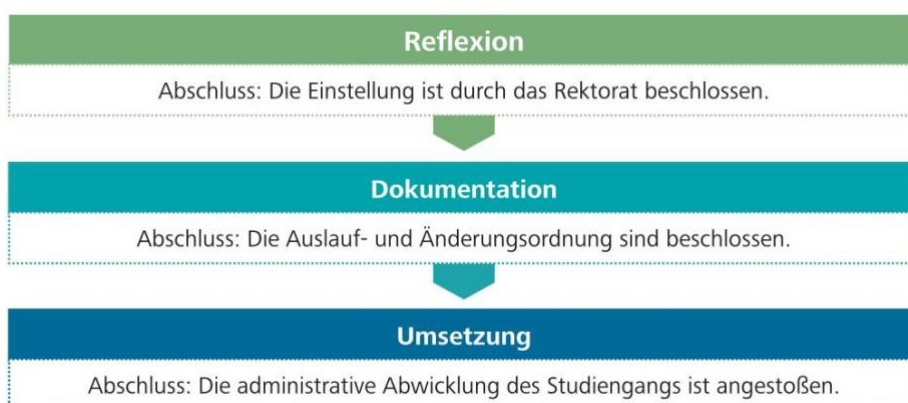 Reflexion
Abschluss: Die Einstellung ist durch das Rektorat beschlossen.
Dokumentation
Abschluss: Die Auslauf- und Änderungsordnung sind beschlossen.
Umsetzung
Abschluss: Die administrative Abwicklung des Studiengangs ist angestoßen.